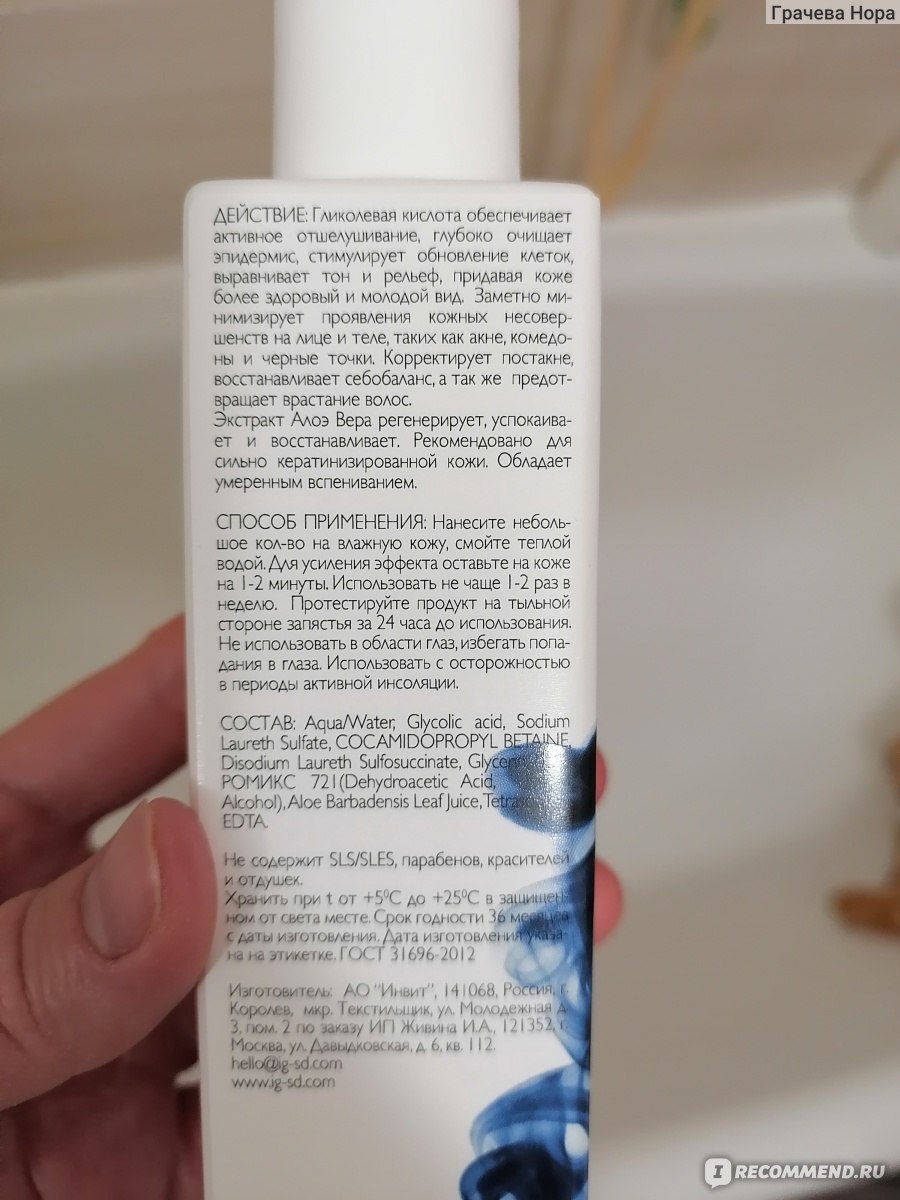 Грачева Нора
ДЕЙСТВИЕ: Гликолевая кислота обеспечивает
активное отшелушивание, глубоко очищает
эпидермис, стимулирует обновление клеток,
выравнивает тон и рельеф, придавая коже
более здоровый и молодой вид. Заметно ми-
нимизирует проявления кожных несовер-
шенств на лице и теле, таких как акне, комедо-
ны и черные точки. Корректирует постакне,
восстанавливает себобаланс, а так же предот-
вращает врастание волос.
Экстракт Алоэ Вера регенерирует, успокаива-
ет и восстанавливает. Рекомендовано для
сильно кератинизированной кожи. Обладает
умеренным вспениванием.
СПОСОБ ПРИМЕНЕНИЯ: Нанесите неболь-
шое кол-во на влажную кожу, смойте теплой
водой. Для усиления эффекта оставьте на коже
на 1-2 минуты. Использовать не чаще 1-2 раз в
неделю. Протестируйте продукт на тыльной
стороне запястья за 24 часа до использования.
Не использовать в области глаз, избегать попа-
дания в глаза. Использовать с осторожностью
в периоды активной инсоляции.
СОСТАВ: Aqua/Water, Glycolic acid, Sodium
Laureth Sulfate, COCAMIDOPROPYL BETAINE,
Disodium Laureth Sulfosuccinate,
РОМИКС 721(Dehydroacetic Acid,
Alcohol), Aloe Barbadensis Leaf Juice,
EDTA.
Не содержит SLS/SLES, парабенов, красителей
и отдушек.
Хранить при t от +5°C до +25°C в защищен-
ном от света месте. Срок годности 36 месяцев
с даты изготовления. Дата изготовления указа-
на на этикетке. ГОСТ 31696-2012
Изготовитель: АО "Инвит", 141068, Россия, г.
Королев, мкр. Текстильщик, ул. Молодежная д.
3, пом. 2 по заказу ИП Живина И.А., 121352, г.
Москва, ул. Давыдковская, д. 6, кв. 112.
hello@ig-sd.com
www.ig-sd.com
IRECOMMEND.RU